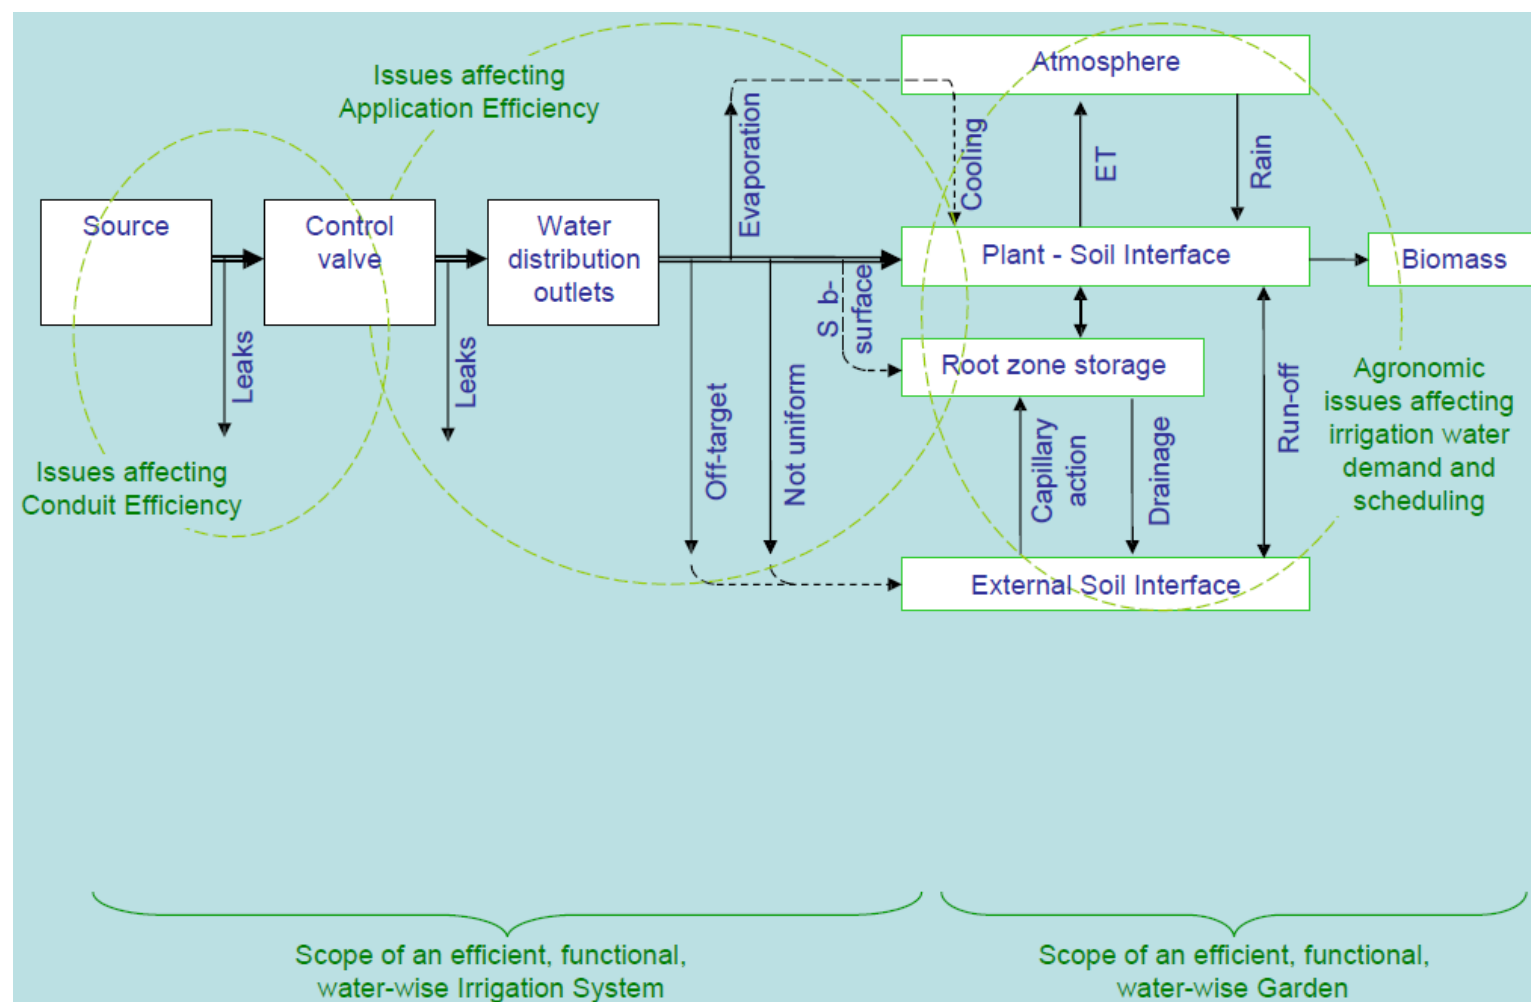 Issues affecting
Application Efficiency
Atmosphere
Evaporation
Cooling
ET
Rain
Source
Control
valve
Water
distribution
outlets
Plant - Soil Interface
Biomass
Leaks
Leaks
S b-
surface
Root zone storage
Off-target
Not uniform
Capillary
action
Drainage
Run-off
Agronomic
issues affecting
irrigation water
demand and
scheduling
Issues affecting
Conduit Efficiency
External Soil Interface
Scope of an efficient, functional,
water-wise Irrigation System
Scope of an efficient, functional,
water-wise Garden